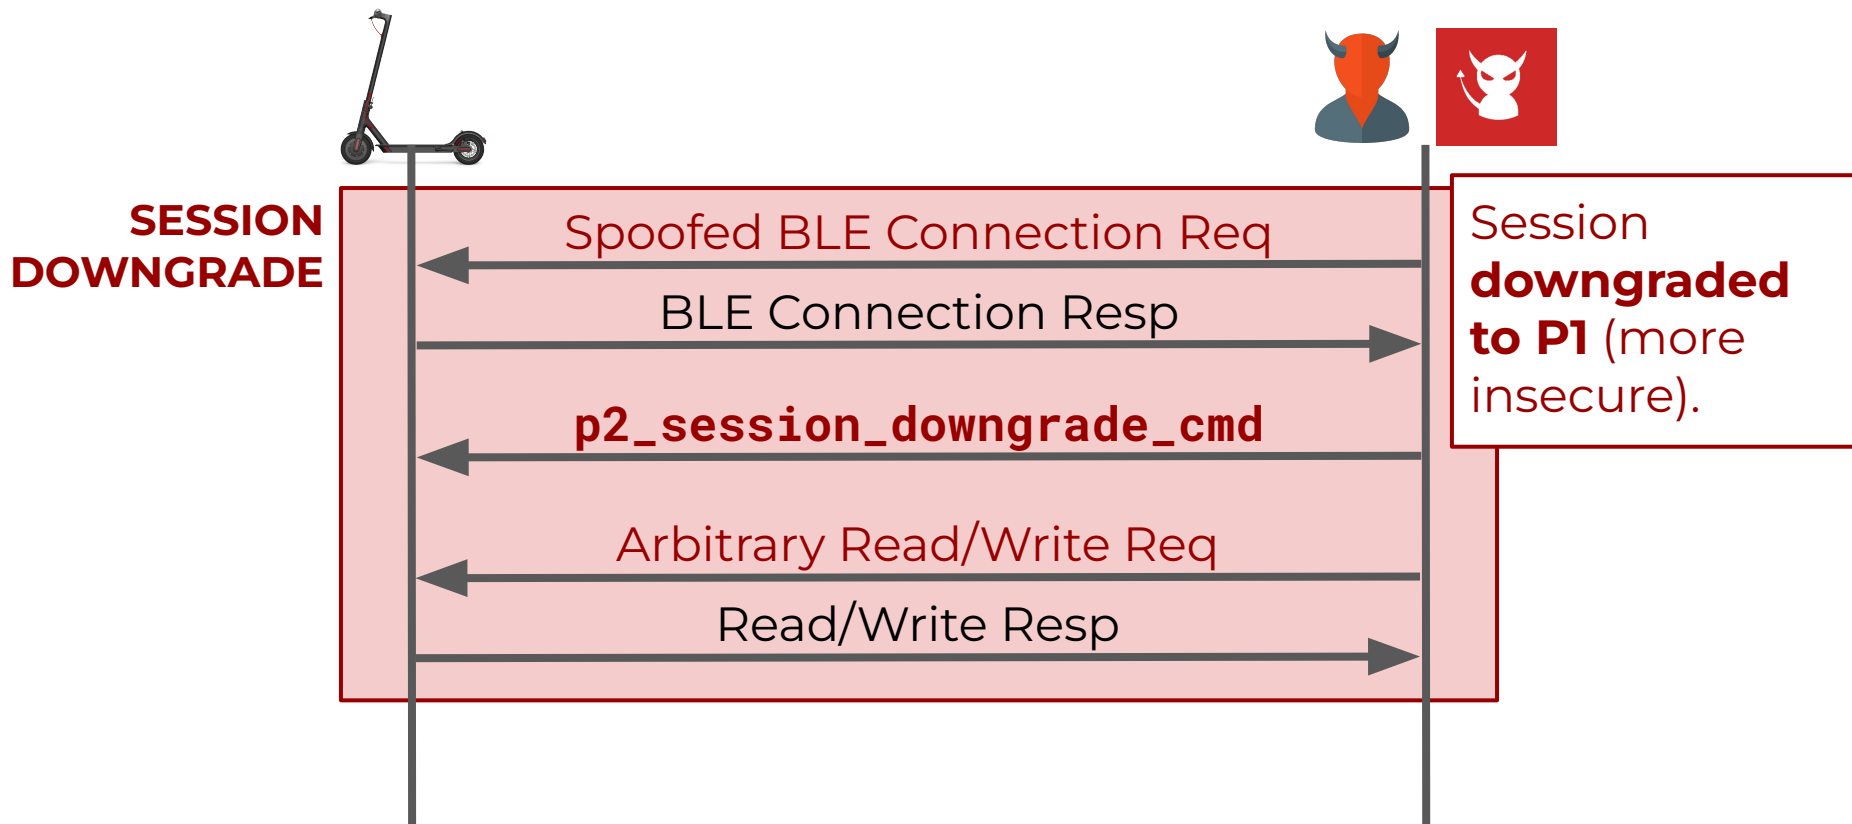 SESSION
DOWNGRADE
Spoofed BLE Connection Req
BLE Connection Resp
p2_session_downgrade_cmd
Arbitrary Read/Write Req
Read/Write Resp
Session
downgraded
to P1 (more
insecure).